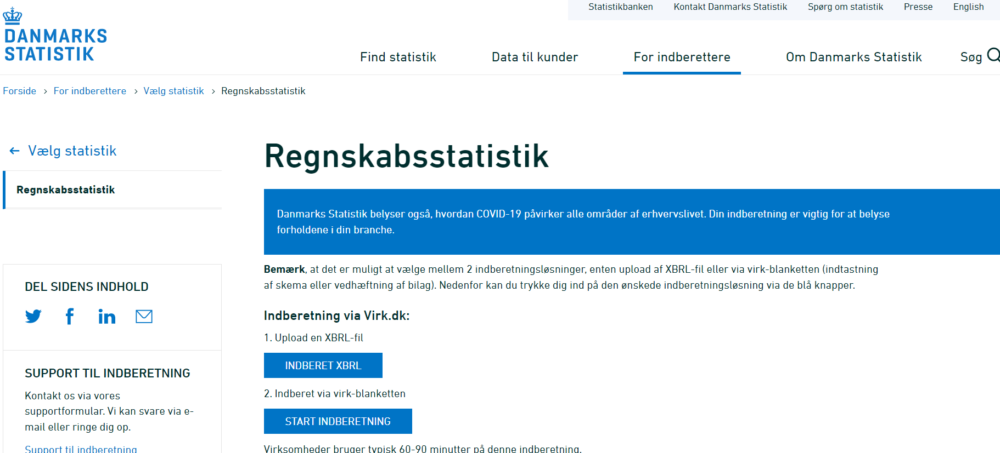 Statistikbanken Kontakt Danmarks Statistik Spørg om statistik Presse English
DANMARKS
STATISTIK
Find statistik Data til kunder For indberettere Om Danmarks Statistik Søg
Forside > For indberettere > Vælg statistik > Regnskabsstatistik
← Vælg statistik
Regnskabsstatistik
DEL SIDENS INDHOLD
SUPPORT TIL INDBERETNING
Kontakt os via vores
supportformular. Vi kan svare via e-
mail eller ringe dig op.
Support til indberetning
Regnskabsstatistik
Danmarks Statistik belyser også, hvordan COVID-19 påvirker alle områder af erhvervslivet. Din indberetning er vigtig for at belyse
forholdene i din branche.
Bemærk, at det er muligt at vælge mellem 2 indberetningsløsninger, enten upload af XBRL-fil eller via virk-blanketten (indtastning
af skema eller vedhæftning af bilag). Nedenfor kan du trykke dig ind på den ønskede indberetningsløsning via de blå knapper.
Indberetning via Virk.dk:
1. Upload en XBRL-fil
INDBERET XBRL
2. Indberet via virk-blanketten
START INDBERETNING
Virksomheder bruger typisk 60-90 minutter på denne indberetning.